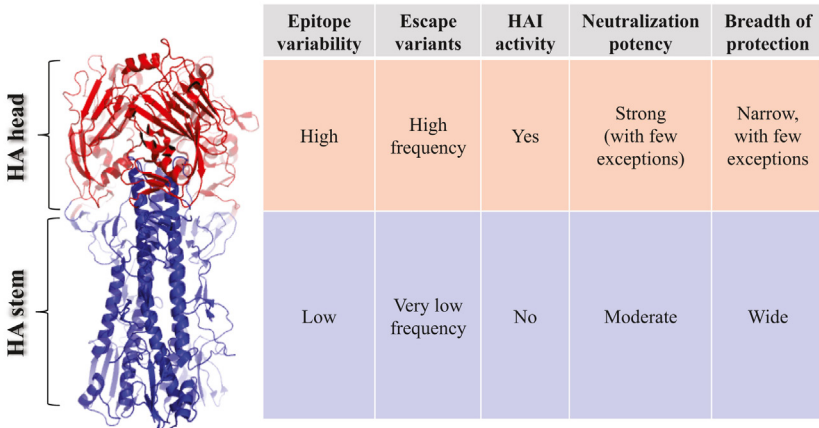 Epitope variability
Escape variants
HAI activity
Neutralization potency
Breadth of protection
HA head
High
High frequency
Yes
Strong (with few exceptions)
Narrow, with few exceptions
HA stem
Low
Very low frequency
No
Moderate
Wide